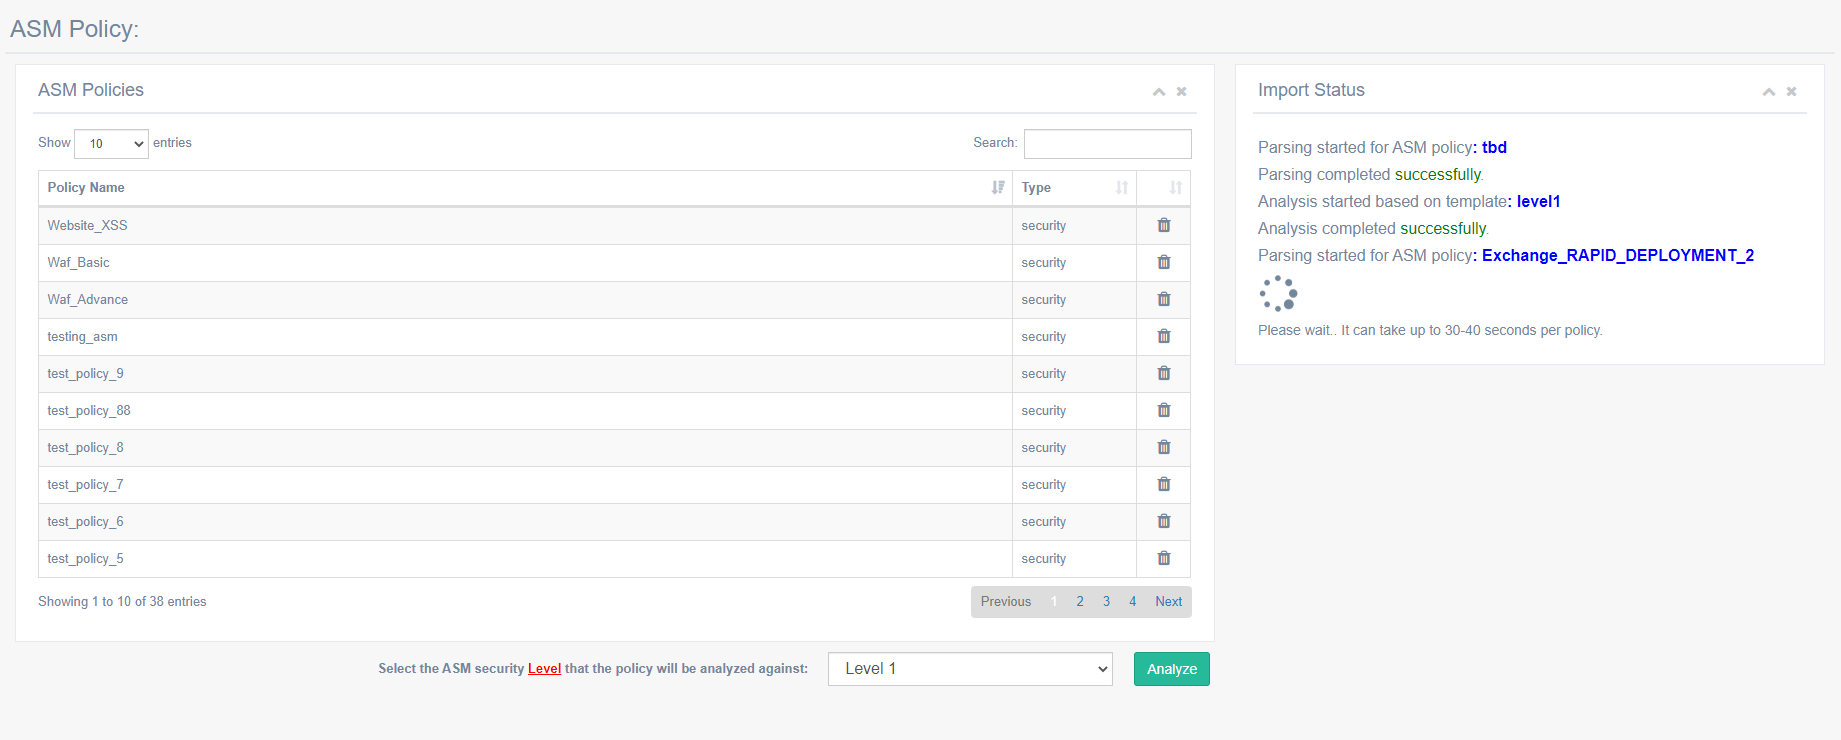 ASM Policy:
ASM Policies
Show 10 entries
Search:
Policy Name Type
Website_XSS security
Waf_Basic security
Waf_Advance security
testing_asm security
test_policy_9 security
test_policy_88 security
test_policy_8 security
test_policy_7 security
test_policy_6 security
test_policy_5 security
Showing 1 to 10 of 38 entries
Previous 1 2 3 4 Next
Select the ASM security Level that the policy will be analyzed against: Level 1 Analyze
Import Status
Parsing started for ASM policy: tbd
Parsing completed successfully.
Analysis started based on template: level1
Analysis completed successfully.
Parsing started for ASM policy: Exchange_RAPID_DEPLOYMENT_2
Please wait.. It can take up to 30-40 seconds per policy.